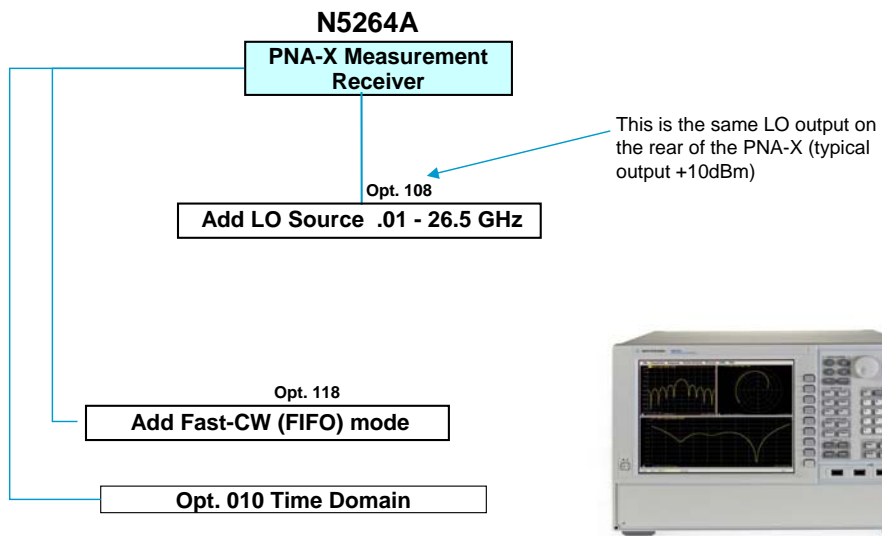 N5264A
PNA-X Measurement
Receiver
This is the same LO output on
the rear of the PNA-X (typical
output +10dBm)
Opt. 108
Add LO Source .01 - 26.5 GHz
Opt. 118
Add Fast-CW (FIFO) mode
Opt. 010 Time Domain